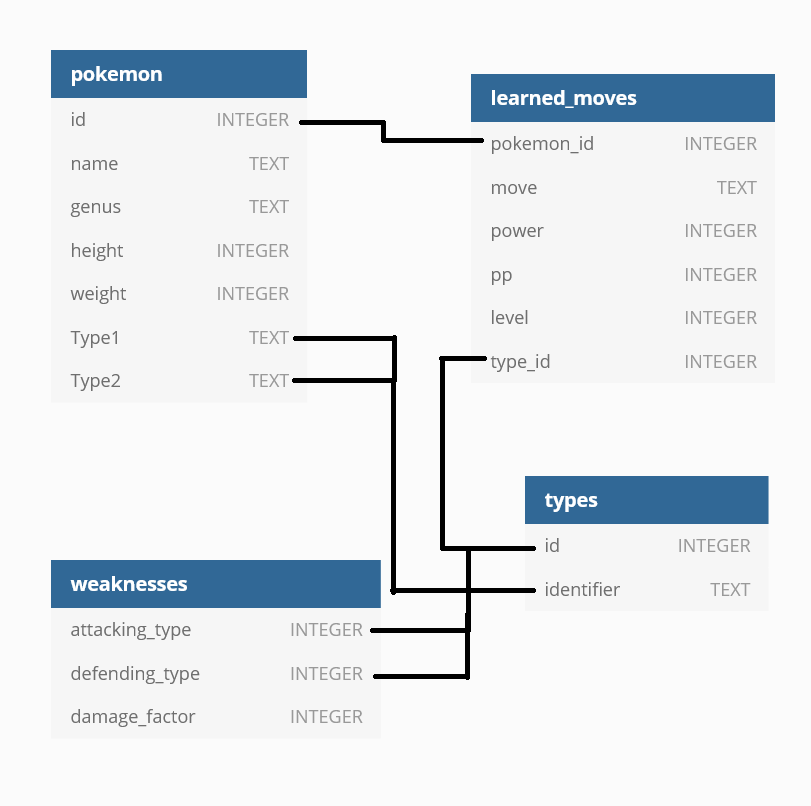 pokemon
id INTEGER
name TEXT
genus TEXT
height INTEGER
weight INTEGER
Type1 TEXT
Type2 TEXT
learned_moves
pokemon_id INTEGER
move TEXT
power INTEGER
pp INTEGER
level INTEGER
type_id INTEGER
types
id INTEGER
identifier TEXT
weaknesses
attacking_type INTEGER
defending_type INTEGER
damage_factor INTEGER